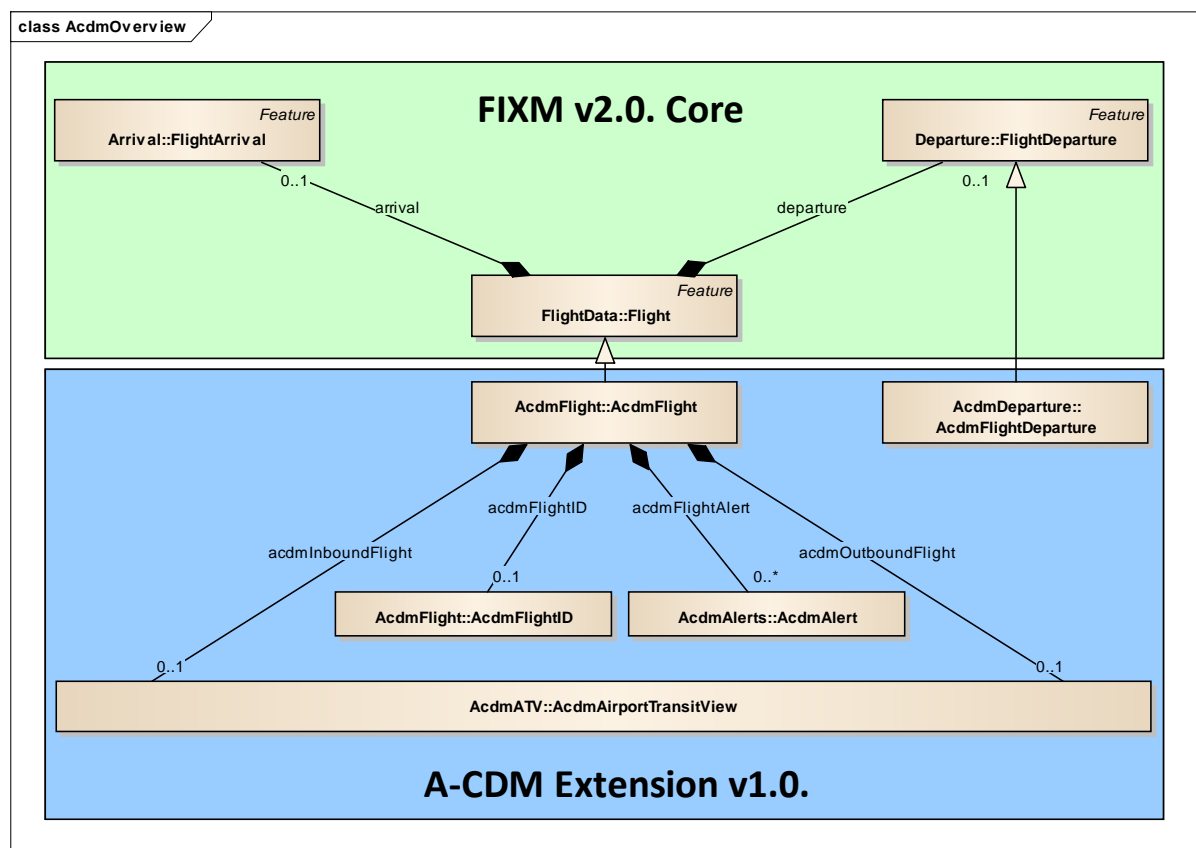 class AcdmOverview
FIXM v2.0. Core
Feature
Arrival::FlightArrival
Feature
Departure::FlightDeparture
0..1
0..1
arrival
departure
Feature
FlightData::Flight
AcdmFlight::AcdmFlight
AcdmDeparture::
AcdmFlightDeparture
acdmFlightID
acdmFlightAlert
acdmInboundFlight
acdmOutboundFlight
0..1
0..*
AcdmFlight::AcdmFlightID
AcdmAlerts::AcdmAlert
0..1
0..1
AcdmATV::AcdmAirportTransitView
A-CDM Extension v1.0.